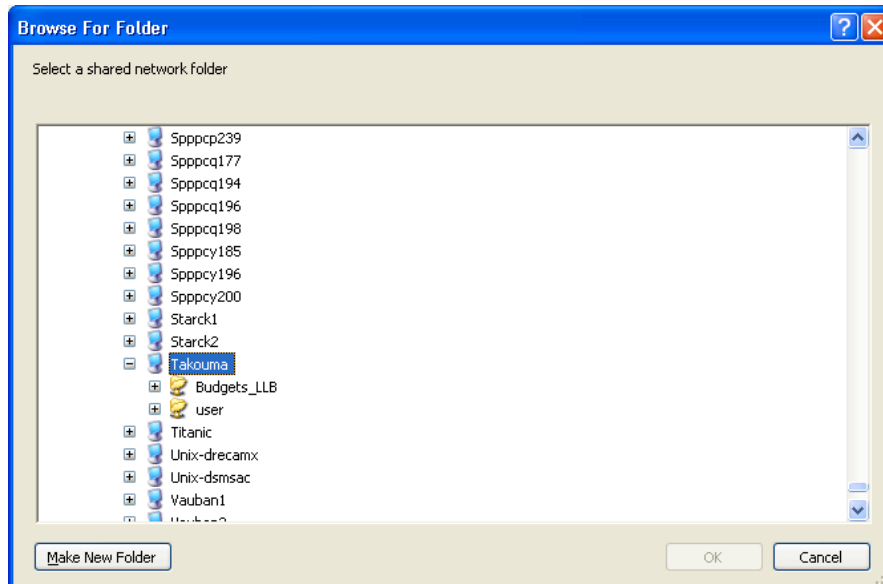 Browse For Folder
Select a shared network folder
Spppcp239
Spppcq177
Spppcq194
Spppcq196
Spppcq198
Spppcy185
Spppcy196
Spppcy200
Starck1
Starck2
Takouma
Budgets_LLB
user
Titanic
Unix-drecamx
Unix-dsmsac
Vauban1
Make New Folder
OK
Cancel